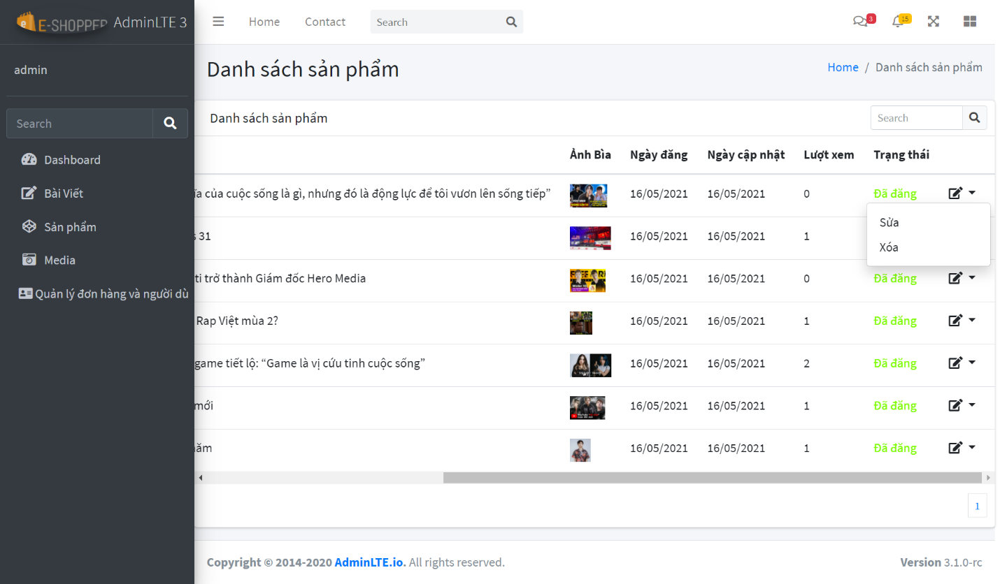 E-SHOPPER AdminLTE 3
Home Contact Search 3 15
admin
Search
Dashboard
Bài Viết
Sản phẩm
Media
Quản lý đơn hàng và người dù
Danh sách sản phẩm
Home / Danh sách sản phẩm
Danh sách sản phẩm Search
Ảnh Bìa Ngày đăng Ngày cập nhật Lượt xem Trạng thái
của cuộc sống là gì, nhưng đó là động lực để tôi vươn lên sống tiếp” 16/05/2021 16/05/2021 0 Đã đăng
Sửa
Xóa
31 16/05/2021 16/05/2021 1
ti trở thành Giám đốc Hero Media 16/05/2021 16/05/2021 0 Đã đăng
Rap Việt mùa 2? 16/05/2021 16/05/2021 1 Đã đăng
game tiết lộ: “Game là vị cứu tinh cuộc sống” 16/05/2021 16/05/2021 2 Đã đăng
mới 16/05/2021 16/05/2021 1 Đã đăng
16/05/2021 16/05/2021 1 Đã đăng
1
Copyright © 2014-2020 AdminLTE.io. All rights reserved.
Version 3.1.0-rc